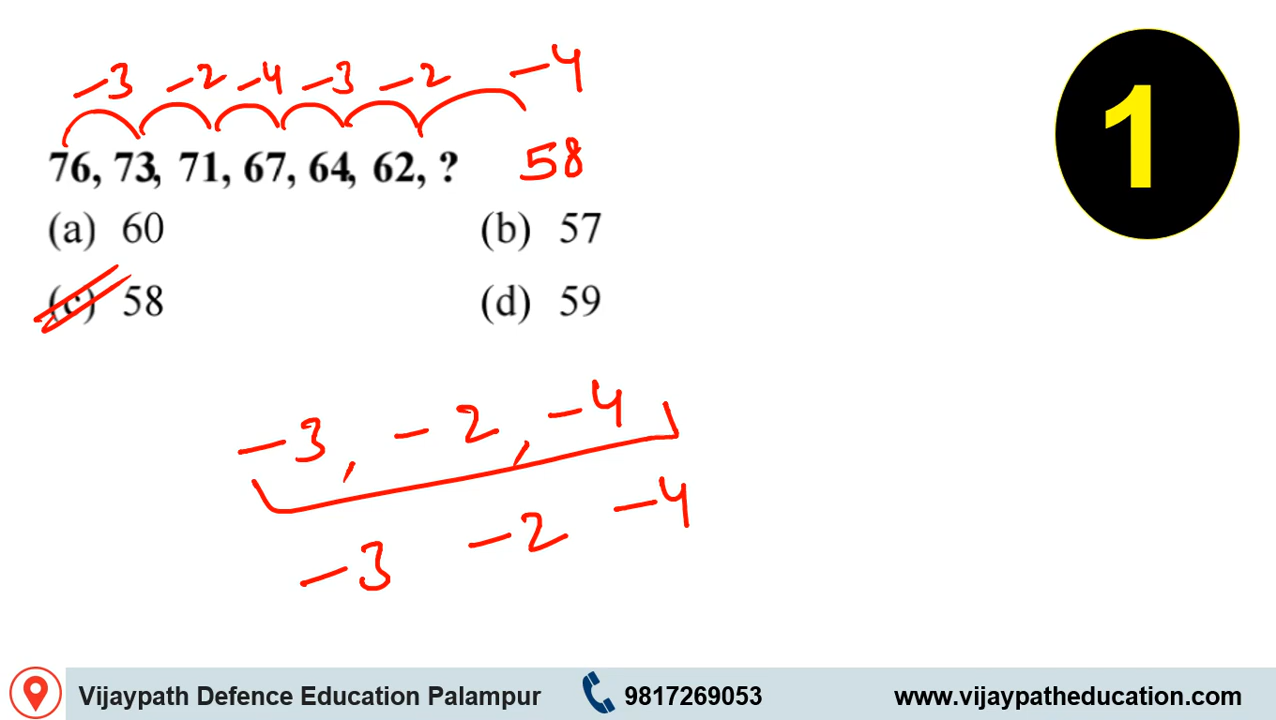 -3 -2 -4 -3 -2 -4
76, 73, 71, 67, 64, 62, ? 58
(a) 60 (b) 57
(c) 58 (d) 59
-3, -2, -4
-3 -2 -4
1
Vijaypath Defence Education Palampur 9817269053 www.vijaypatheducation.com